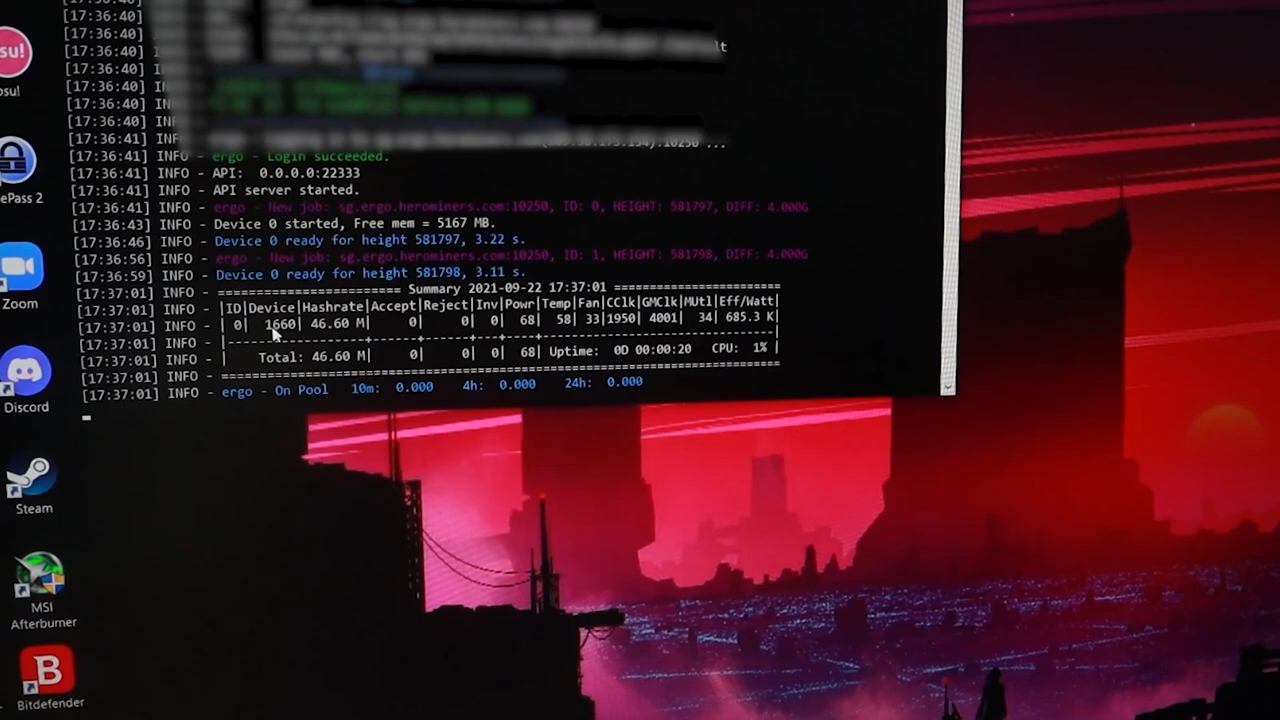 [17:36:40]
[17:36:40]
[17:36:40] I
[17:36:40] IN
lt
[17:36:40] IN
[17:36:40] IN
[17:36:40] INF
[17:36:41] INF
:10250 ...
[17:36:41] INFO - ergo - Login succeeded.
[17:36:41] INFO - API: 0.0.0.0:22333
[17:36:41] INFO - API server started.
[17:36:41] INFO - ergo - New job: sg.ergo.herominers.com:10250, ID: 0, HEIGHT: 581797, DIFF: 4.000G
[17:36:43] INFO - Device 0 started, Free mem = 5167 MB.
[17:36:46] INFO - Device 0 ready for height 581797, 3.22 s.
[17:36:56] INFO - ergo - New job: sg.ergo.herominers.com:10250, ID: 1, HEIGHT: 581798, DIFF: 4.000G
[17:36:59] INFO - Device 0 ready for height 581798, 3.11 s.
[17:37:01] INFO - ======================= Summary 2021-09-22 17:37:01 =====================
[17:37:01] INFO - |ID|Device|Hashrate|Accept|Reject|Inv|Powr|Temp|Fan|CClk|GMClk|MUtl|Eff/Watt|
[17:37:01] INFO - | 0| 1660| 46.60 M| 0| 0| 0| 68| 58| 33|1950| 4001| 34| 685.3 K|
[17:37:01] INFO - |-----------------+------+------+---+----+----------------------------------|
[17:37:01] INFO - | Total: 46.60 M| 0| 0| 0| 68| Uptime: 0D 00:00:20 CPU: 1% |
[17:37:01] INFO - =====================================================================
[17:37:01] INFO - ergo - On Pool 10m: 0.000 4h: 0.000 24h: 0.000
su!
osu!
ePass 2
Zoom
Discord
Steam
MSI
Afterburner
B
Bitdefender